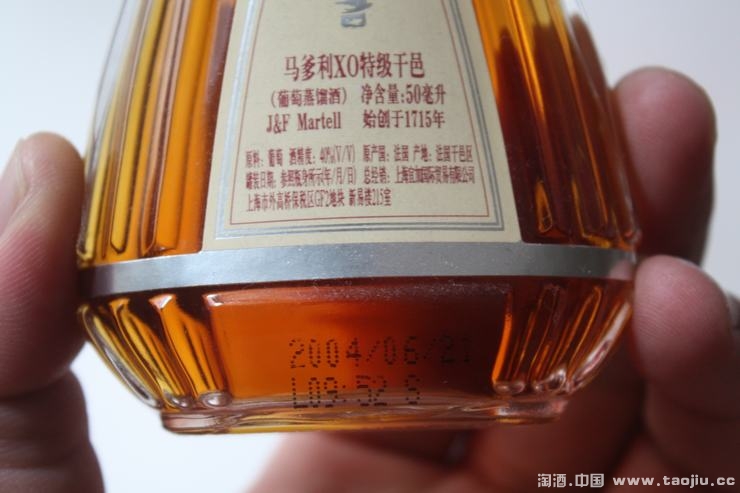 马爹利XO特级干邑
(葡萄蒸馏酒) 净含量:50毫升
J&F Martell 始创于1715年
原料: 葡萄 酒精度: 40%(V/V) 原产国: 法国 产地: 法国干邑区
罐装日期: 参照瓶身所示(年/月/日) 总经销: 上海宜加国际贸易有限公司
上海市外高桥保税区GF2地块 新易楼215室
2004/06/21
L09:52 S
淘酒.中国 www.taojiu.cc